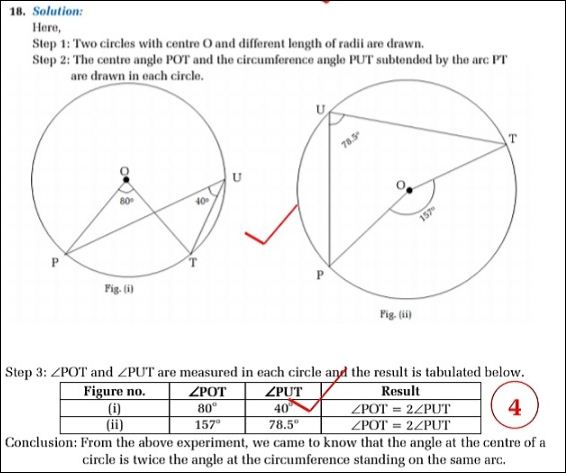 18. Solution:
Here,
Step 1: Two circles with centre O and different length of radii are drawn.
Step 2: The centre angle POT and the circumference angle PUT subtended by the arc PT
are drawn in each circle.
O
80°
U
40°
P
T
Fig. (i)
U
78.5°
T
O
157°
P
Fig. (ii)
Step 3: ∠POT and ∠PUT are measured in each circle and the result is tabulated below.
Figure no. ∠POT ∠PUT Result
(i) 80° 40° ∠POT = 2∠PUT
(ii) 157° 78.5° ∠POT = 2∠PUT
4
Conclusion: From the above experiment, we came to know that the angle at the centre of a
circle is twice the angle at the circumference standing on the same arc.